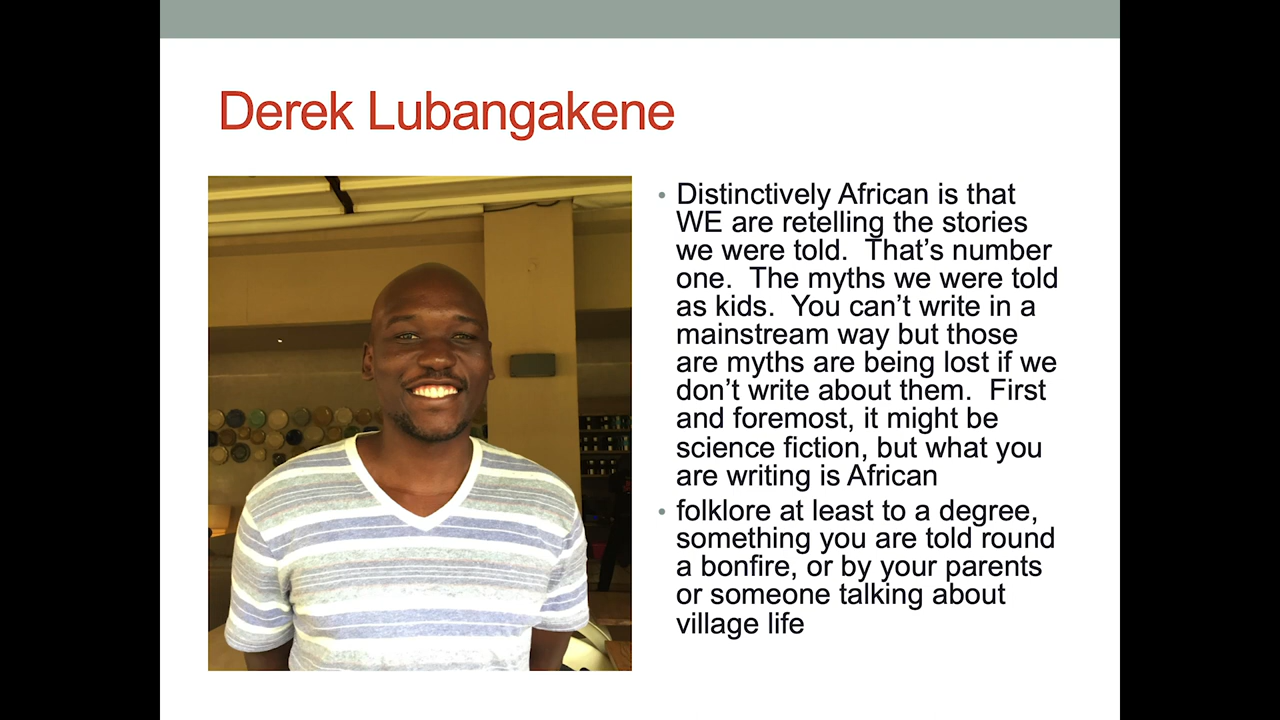 Derek Lubangakene
• Distinctively African is that
WE are retelling the stories
we were told.  That’s number
one.  The myths we were told
as kids.  You can’t write in a
mainstream way but those
are myths are being lost if we
don’t write about them.  First
and foremost, it might be
science fiction, but what you
are writing is African
• folklore at least to a degree,
something you are told round
a bonfire, or by your parents
or someone talking about
village life